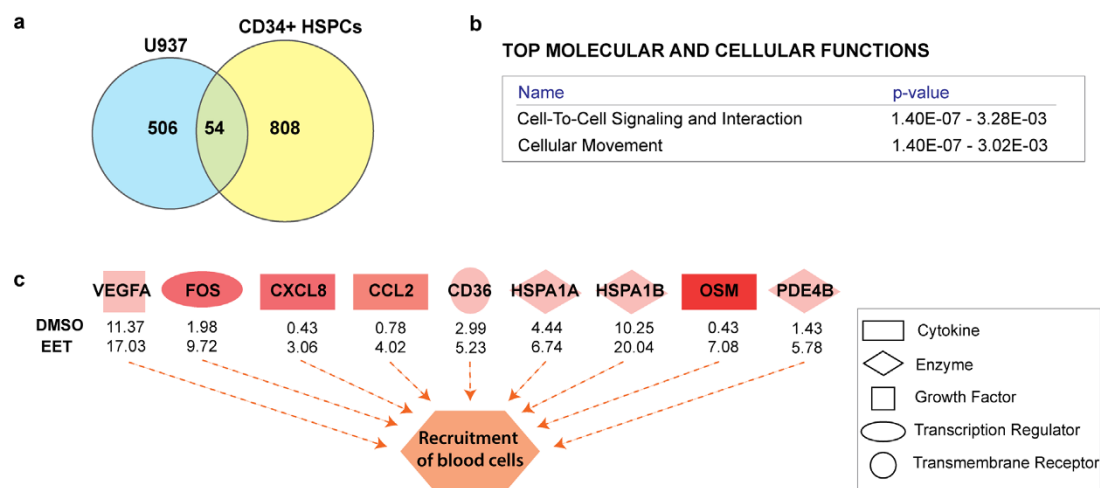 a
U937
CD34+ HSPCs
506 54 808
b
TOP MOLECULAR AND CELLULAR FUNCTIONS
Name p-value
Cell-To-Cell Signaling and Interaction 1.40E-07 - 3.28E-03
Cellular Movement 1.40E-07 - 3.02E-03
c
VEGFA FOS CXCL8 CCL2 CD36 HSPA1A HSPA1B OSM PDE4B
DMSO 11.37 1.98 0.43 0.78 2.99 4.44 10.25 0.43 1.43
EET 17.03 9.72 3.06 4.02 5.23 6.74 20.04 7.08 5.78
Recruitment
of blood cells
Cytokine
Enzyme
Growth Factor
Transcription Regulator
Transmembrane Receptor